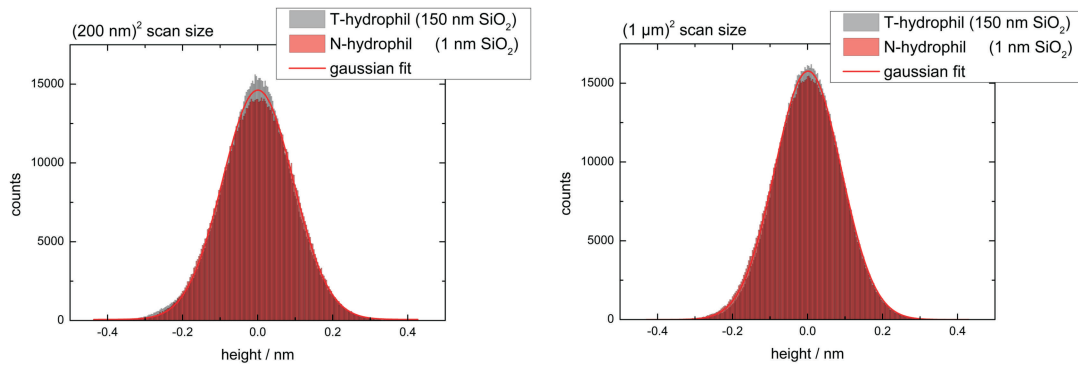 (200 nm)² scan size
T-hydrophil (150 nm SiO₂)
N-hydrophil (1 nm SiO₂)
gaussian fit
15000
10000
5000
0
counts
-0.4 -0.2 0.0 0.2 0.4
height / nm
(1 µm)² scan size
T-hydrophil (150 nm SiO₂)
N-hydrophil (1 nm SiO₂)
gaussian fit
15000
10000
5000
0
counts
-0.4 -0.2 0.0 0.2 0.4
height / nm